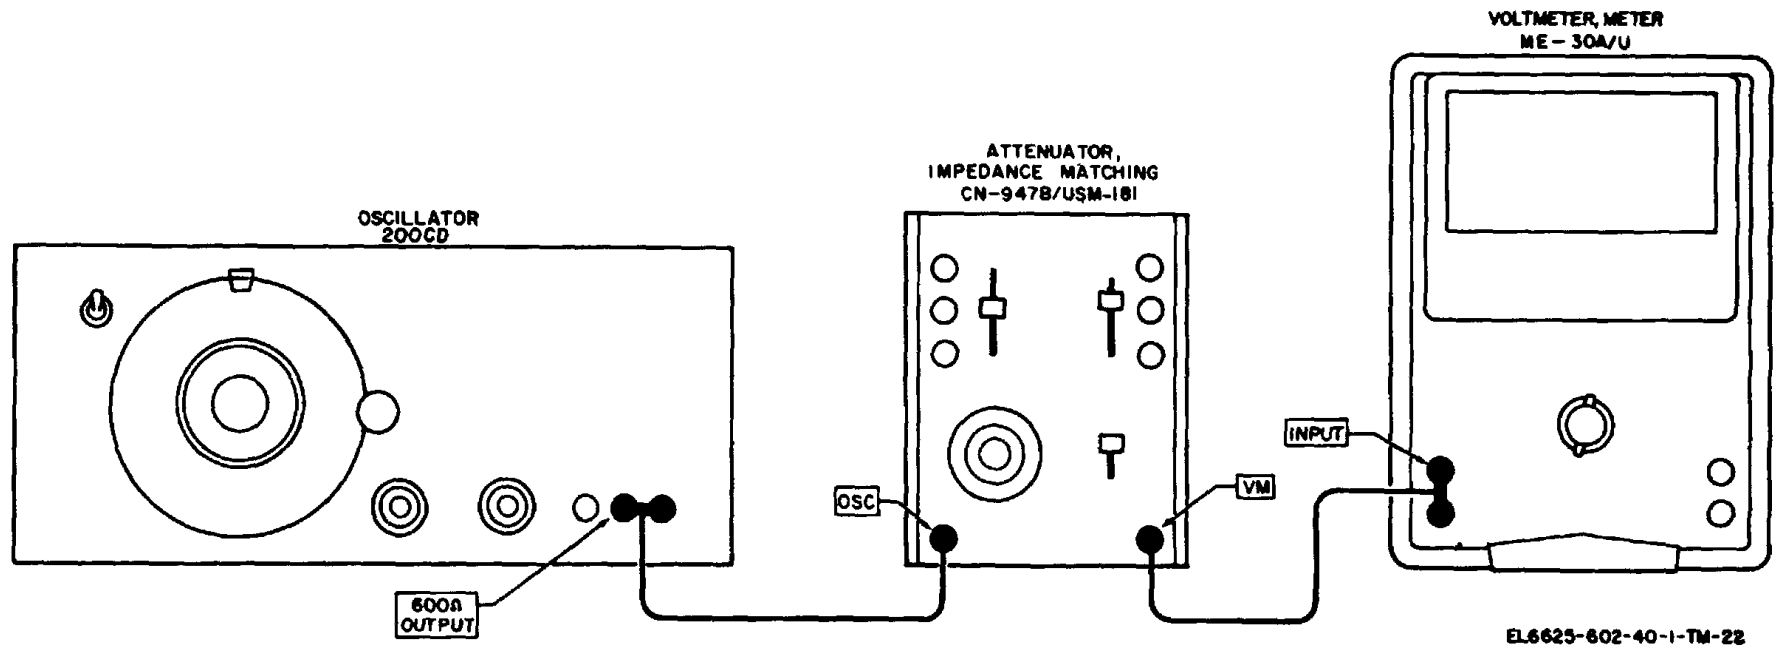 VOLTMETER, METER
ME-30A/U
ATTENUATOR,
IMPEDANCE MATCHING
CN-947B/USM-181
OSCILLATOR
200CD
INPUT
OSC
VM
600Ω
OUTPUT
EL6625-602-40-1-TM-22